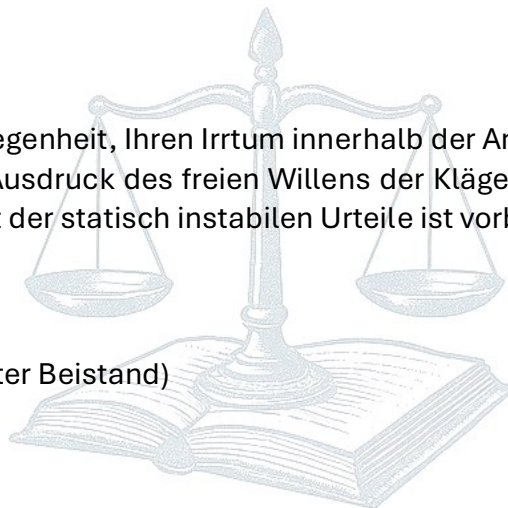 egenheit, Ihren Irrtum innerhalb der Ar
Ausdruck des freien Willens der Kläge
t der statisch instabilen Urteile ist vorb
ter Beistand)